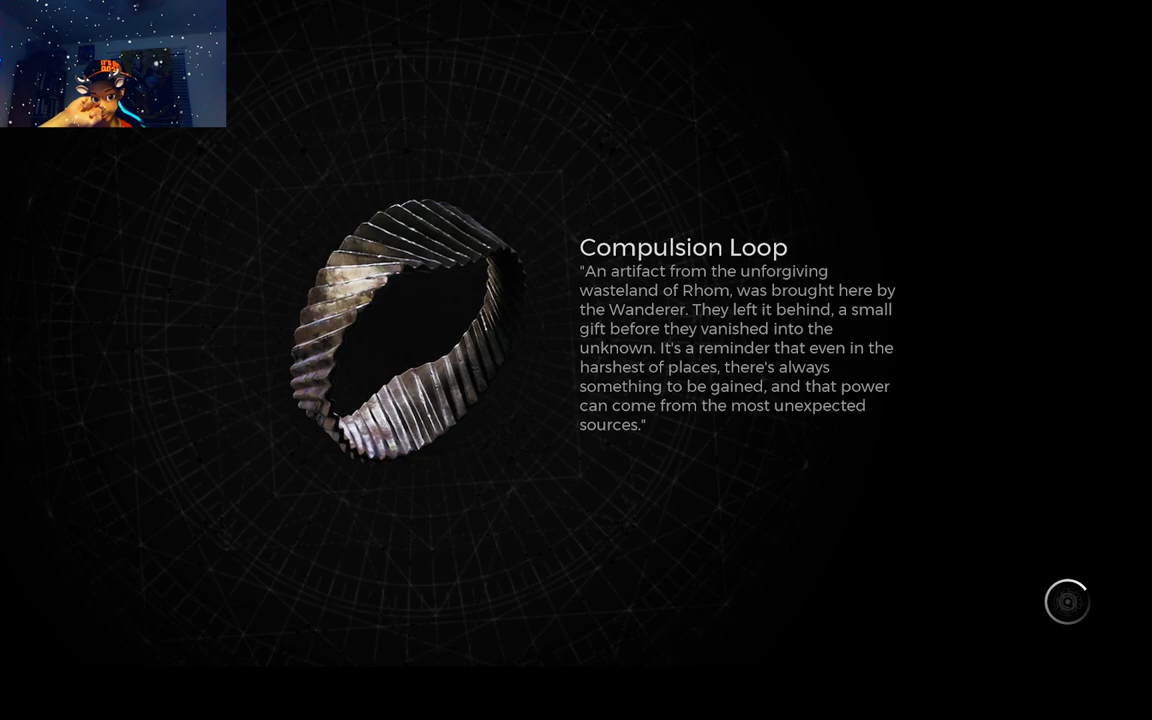 Compulsion Loop
"An artifact from the unforgiving
wasteland of Rhom, was brought here by
the Wanderer. They left it behind, a small
gift before they vanished into the
unknown. It's a reminder that even in the
harshest of places, there's always
something to be gained, and that power
can come from the most unexpected
sources."